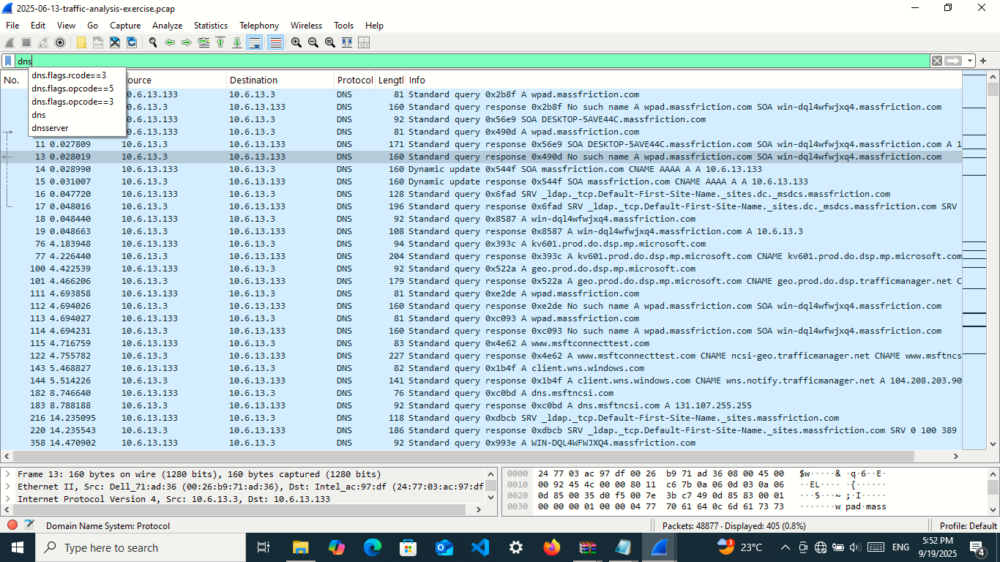 2025-06-13-traffic-analysis-exercise.pcap
File Edit View Go Capture Analyze Statistics Telephony Wireless Tools Help
dns
dns.flags.rcode==3
dns.flags.opcode==5
dns.flags.opcode==3
dns
dnsserver
No. ource Destination Protocol Lengtl Info
0.6.13.133 10.6.13.3 DNS 81 Standard query 0x2b8f A wpad.massfriction.com
0.6.13.3 10.6.13.133 DNS 160 Standard query response 0x2b8f No such name A wpad.massfriction.com SOA win-dql4wfwjxq4.massfriction.com
0.6.13.133 10.6.13.3 DNS 92 Standard query 0x56e9 SOA DESKTOP-5AVE44C.massfriction.com
0.6.13.133 10.6.13.3 DNS 81 Standard query 0x490d A wpad.massfriction.com
11 0.027809 10.6.13.3 10.6.13.133 DNS 171 Standard query response 0x56e9 SOA DESKTOP-5AVE44C.massfriction.com SOA win-dql4wfwjxq4.massfriction.com A 1
13 0.028019 10.6.13.3 10.6.13.133 DNS 160 Standard query response 0x490d No such name A wpad.massfriction.com SOA win-dql4wfwjxq4.massfriction.com
14 0.028990 10.6.13.133 10.6.13.3 DNS 160 Dynamic update 0x544f SOA massfriction.com CNAME AAAA A A 10.6.13.133
15 0.031007 10.6.13.3 10.6.13.133 DNS 160 Dynamic update response 0x544f SOA massfriction.com CNAME AAAA A A 10.6.13.133
16 0.047720 10.6.13.133 10.6.13.3 DNS 128 Standard query 0x6fad SRV _ldap._tcp.Default-First-Site-Name._sites.dc._msdcs.massfriction.com
17 0.048016 10.6.13.3 10.6.13.133 DNS 196 Standard query response 0x6fad SRV _ldap._tcp.Default-First-Site-Name._sites.dc._msdcs.massfriction.com SRV
18 0.048440 10.6.13.133 10.6.13.3 DNS 92 Standard query 0x8587 A win-dql4wfwjxq4.massfriction.com
19 0.048663 10.6.13.3 10.6.13.133 DNS 108 Standard query response 0x8587 A win-dql4wfwjxq4.massfriction.com A 10.6.13.3
76 4.183948 10.6.13.133 10.6.13.3 DNS 94 Standard query 0x393c A kv601.prod.do.dsp.mp.microsoft.com
77 4.226440 10.6.13.3 10.6.13.133 DNS 204 Standard query response 0x393c A kv601.prod.do.dsp.mp.microsoft.com CNAME kv601.prod.do.dsp.mp.microsoft.com
100 4.422539 10.6.13.133 10.6.13.3 DNS 92 Standard query 0x522a A geo.prod.do.dsp.mp.microsoft.com
101 4.466206 10.6.13.3 10.6.13.133 DNS 179 Standard query response 0x522a A geo.prod.do.dsp.mp.microsoft.com CNAME geo.prod.do.dsp.trafficmanager.net C
111 4.693858 10.6.13.133 10.6.13.3 DNS 81 Standard query 0xe2de A wpad.massfriction.com
112 4.694026 10.6.13.3 10.6.13.133 DNS 160 Standard query response 0xe2de No such name A wpad.massfriction.com SOA win-dql4wfwjxq4.massfriction.com
113 4.694027 10.6.13.133 10.6.13.3 DNS 81 Standard query 0xc093 A wpad.massfriction.com
114 4.694231 10.6.13.3 10.6.13.133 DNS 160 Standard query response 0xc093 No such name A wpad.massfriction.com SOA win-dql4wfwjxq4.massfriction.com
115 4.716759 10.6.13.133 10.6.13.3 DNS 83 Standard query 0x4e62 A www.msftconnecttest.com
122 4.755782 10.6.13.3 10.6.13.133 DNS 227 Standard query response 0x4e62 A www.msftconnecttest.com CNAME ncsi-geo.trafficmanager.net CNAME www.msftncs
143 5.468827 10.6.13.133 10.6.13.3 DNS 82 Standard query 0x1b4f A client.wns.windows.com
144 5.514226 10.6.13.3 10.6.13.133 DNS 141 Standard query response 0x1b4f A client.wns.windows.com CNAME wns.notify.trafficmanager.net A 104.208.203.90
182 8.746640 10.6.13.133 10.6.13.3 DNS 76 Standard query 0xc0bd A dns.msftncsi.com
183 8.788188 10.6.13.3 10.6.13.133 DNS 92 Standard query response 0xc0bd A dns.msftncsi.com A 131.107.255.255
216 14.235095 10.6.13.133 10.6.13.3 DNS 118 Standard query 0xdbcb SRV _ldap._tcp.Default-First-Site-Name._sites.massfriction.com
220 14.235543 10.6.13.3 10.6.13.133 DNS 186 Standard query response 0xdbcb SRV _ldap._tcp.Default-First-Site-Name._sites.massfriction.com SRV 0 100 389
358 14.470902 10.6.13.133 10.6.13.3 DNS 92 Standard query 0x993e A WIN-DQL4WFWJXQ4.massfriction.com
Frame 13: 160 bytes on wire (1280 bits), 160 bytes captured (1280 bits)
Ethernet II, Src: Dell_71:ad:36 (00:26:b9:71:ad:36), Dst: Intel_ac:97:df (24:77:03:ac:97:df
Internet Protocol Version 4, Src: 10.6.13.3, Dst: 10.6.13.133
0000 24 77 03 ac 97 df 00 26 b9 71 ad 36 08 00 45 00 $w·····& ·q·6··E·
0010 00 92 45 4c 00 00 80 11 c6 7b 0a 06 0d 03 0a 06 ··EL···· ·{······
0020 0d 85 00 35 d0 f5 00 7e 3b c7 49 0d 85 83 00 01 ···5···~ ;·I·····
0030 00 00 00 01 00 00 04 77 70 61 64 0c 6d 61 73 73 ·······w pad·mass
Domain Name System: Protocol Packets: 48877 · Displayed: 405 (0.8%) Profile: Default
Type here to search 23°C ENG 5:52 PM
9/19/2025 4